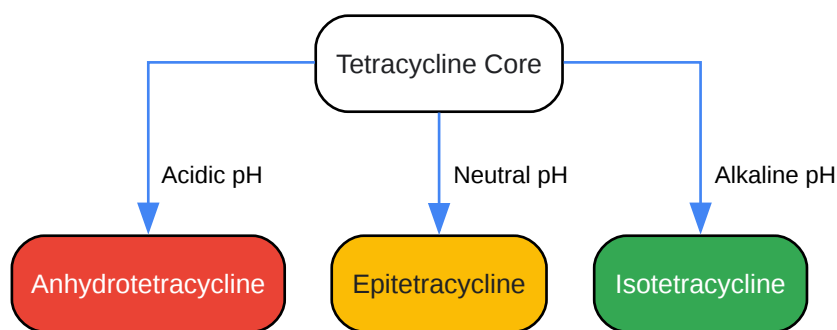 Tetracycline Core
Acidic pH
Neutral pH
Alkaline pH
Anhydrotetracycline
Epitetracycline
Isotetracycline